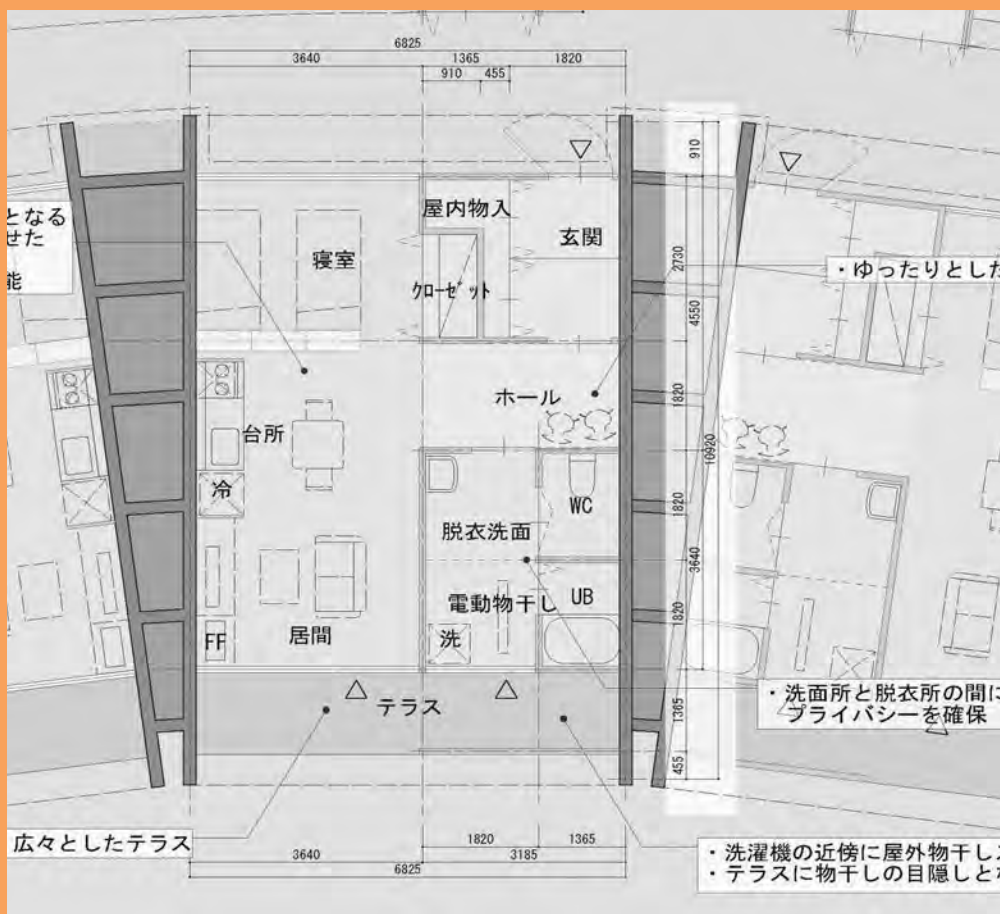 6825
3640
1365
1820
910
455
910
屋内物入
玄関
となる
せた
能
寝室
クローゼット
2730
4550
・ゆったりとした
ホール
1820
台所
10920
冷
WC
脱衣洗面
1820
3640
電動物干し
UB
1820
FF
居間
洗
・洗面所と脱衣所の間に
プライバシーを確保
テラス
1365
455
広々としたテラス
1820
1365
3640
3185
6825
・洗濯機の近傍に屋外物干し
・テラスに物干しの目隠しと